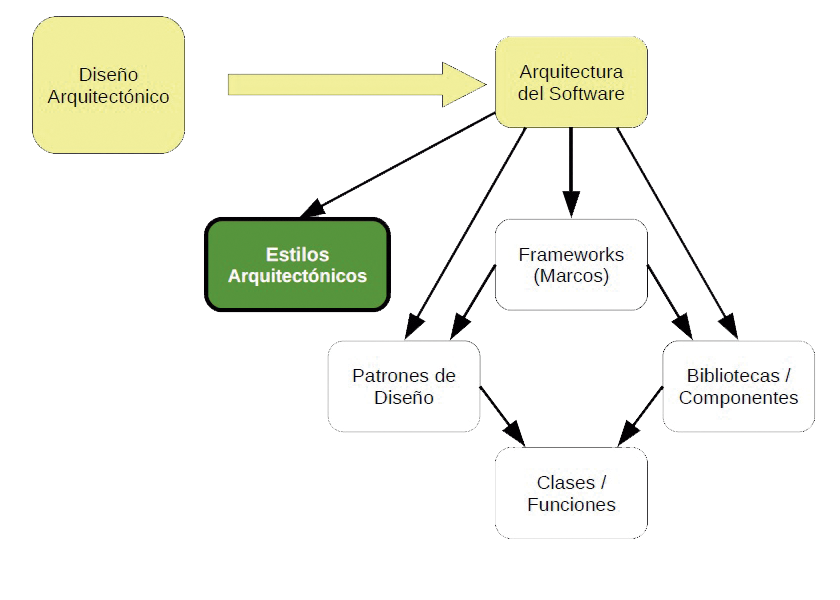 Diseño
Arquitectónico
Arquitectura
del Software
Estilos
Arquitectónicos
Frameworks
(Marcos)
Patrones de
Diseño
Bibliotecas /
Componentes
Clases /
Funciones